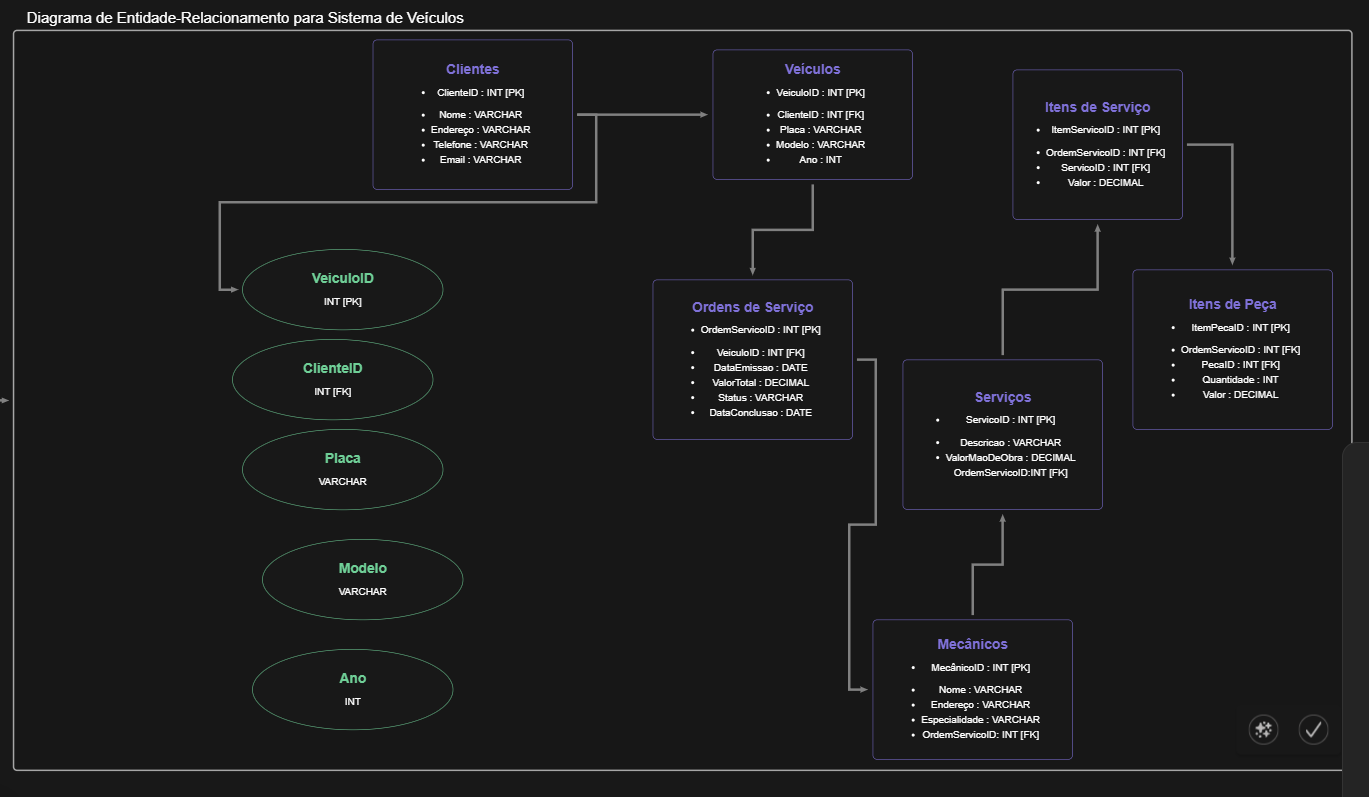 Diagrama de Entidade-Relacionamento para Sistema de Veículos
Clientes
• ClienteID : INT [PK]
• Nome : VARCHAR
• Endereço : VARCHAR
• Telefone : VARCHAR
• Email : VARCHAR
Veículos
• VeiculoID : INT [PK]
• ClienteID : INT [FK]
• Placa : VARCHAR
• Modelo : VARCHAR
• Ano : INT
Itens de Serviço
• ItemServicoID : INT [PK]
• OrdemServicoID : INT [FK]
• ServicoID : INT [FK]
• Valor : DECIMAL
VeiculoID
INT [PK]
ClienteID
INT [FK]
Placa
VARCHAR
Modelo
VARCHAR
Ano
INT
Ordens de Serviço
• OrdemServicoID : INT [PK]
• VeiculoID : INT [FK]
• DataEmissao : DATE
• ValorTotal : DECIMAL
• Status : VARCHAR
• DataConclusao : DATE
Itens de Peça
• ItemPecaID : INT [PK]
• OrdemServicoID : INT [FK]
• PecaID : INT [FK]
• Quantidade : INT
• Valor : DECIMAL
Serviços
• ServicoID : INT [PK]
• Descricao : VARCHAR
• ValorMaoDeObra : DECIMAL
OrdemServicoID:INT [FK]
Mecânicos
• MecânicoID : INT [PK]
• Nome : VARCHAR
• Endereço : VARCHAR
• Especialidade : VARCHAR
• OrdemServicoID: INT [FK]